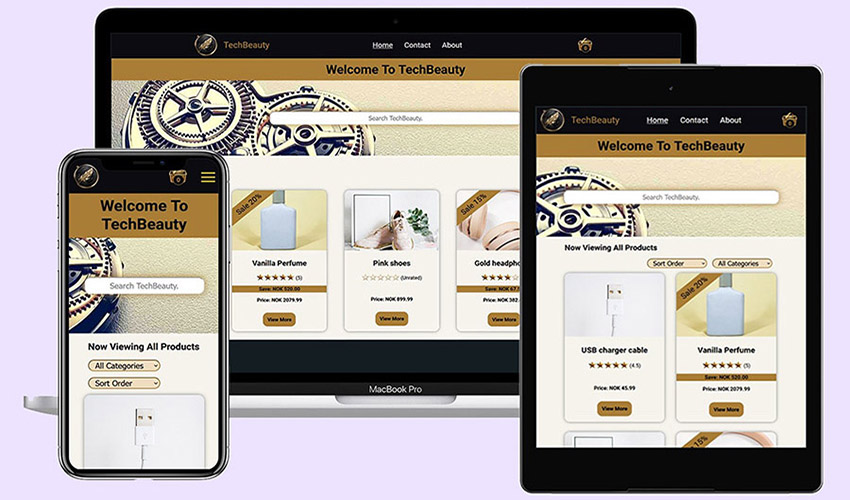 TechBeauty
Home Contact About
Welcome To TechBeauty
Search TechBeauty.
Sale 20%
Vanilla Perfume
(5)
Save: NOK 520.00
Price: NOK 2079.99
View More
Pink shoes
(Unrated)
Price: NOK 899.99
View More
Sale 15%
Gold headpho
Save: NOK 67.5
Price: NOK 382.
View More
MacBook Pro
Welcome To
TechBeauty
Search TechBeauty.
Now Viewing All Products
All Categories
Sort Order
TechBeauty
Home Contact About
Welcome To TechBeauty
Search TechBeauty.
Now Viewing All Products
Sort Order All Categories
USB charger cable
(4.5)
Price: NOK 45.99
View More
Sale 20%
Vanilla Perfume
(5)
Save: NOK 520.00
Price: NOK 2079.99
View More
15%